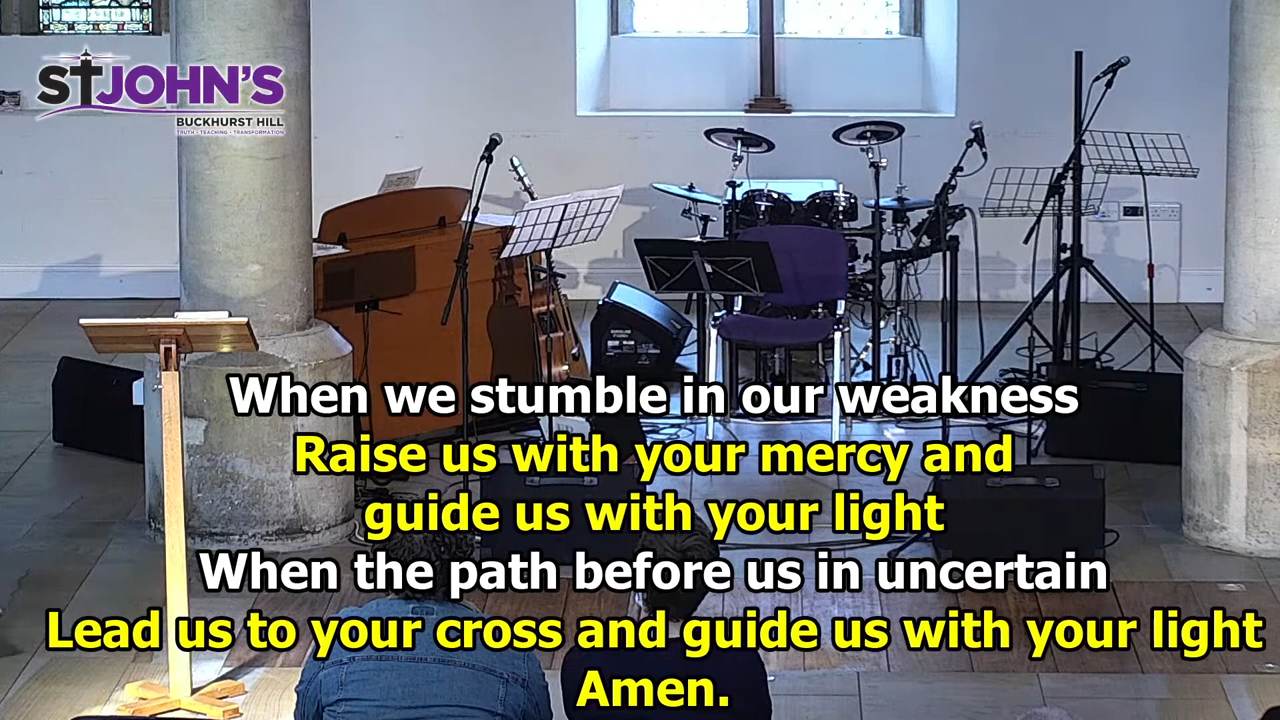 ST JOHN'S
BUCKHURST HILL
TRUTH • TEACHING • TRANSFORMATION
When we stumble in our weakness
Raise us with your mercy and
guide us with your light
When the path before us in uncertain
Lead us to your cross and guide us with your light
Amen.